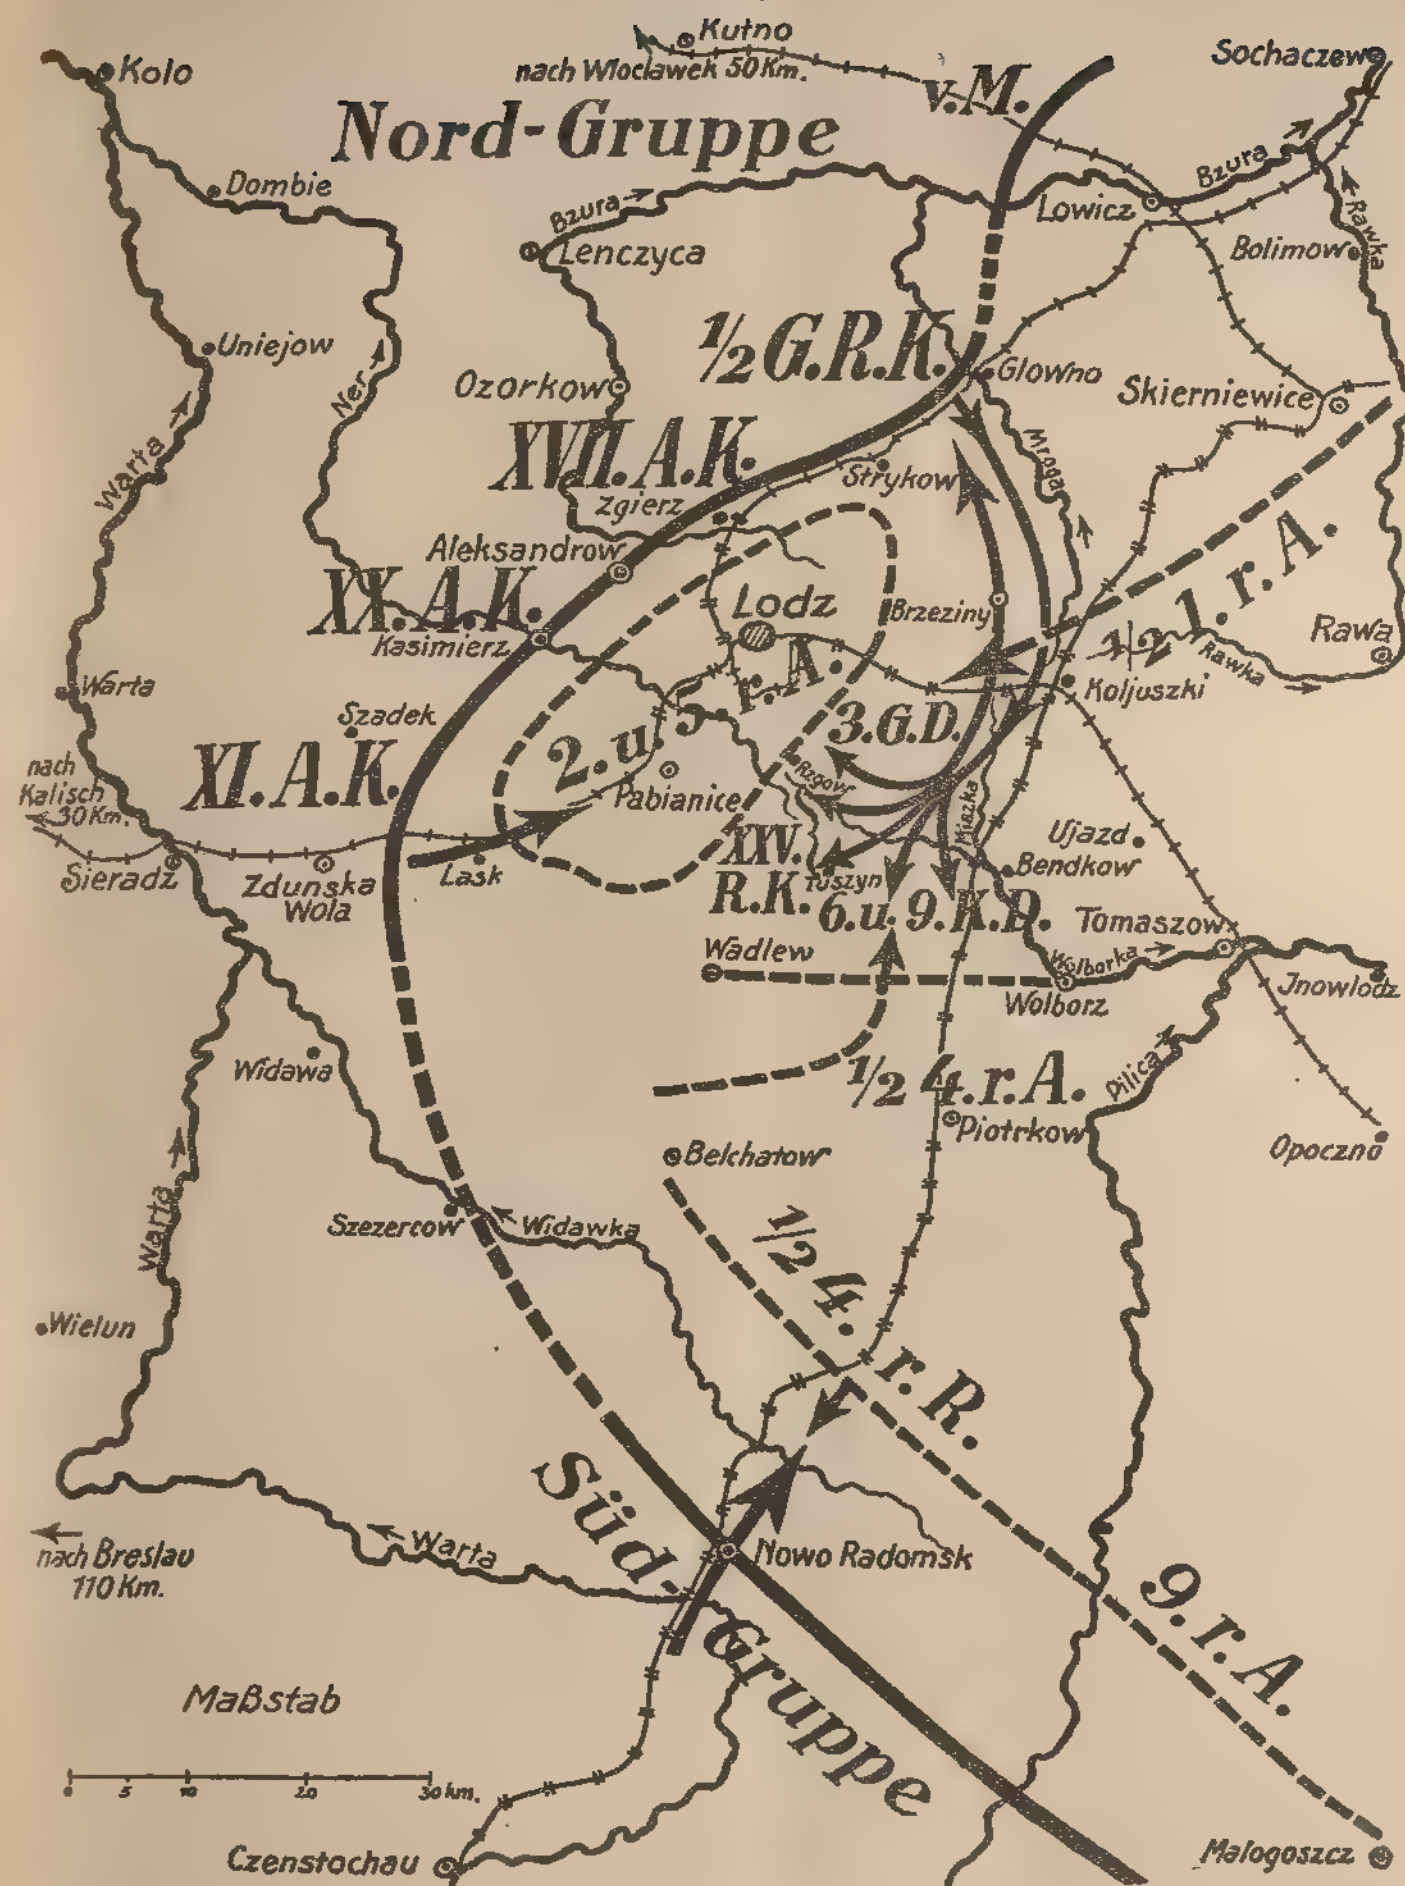 Kutno
nach Wloclawek 50 Km.
Sochaczew
Kolo
v. M.
Nord-Gruppe
Dombie
Bzura
Bzura
Lowicz
Rawka
Lenczyca
Bolimow
½ G.R.K.
Uniejow
Glowno
Ozorkow
Skierniewice
Ner
XVII. A.K.
Mroga
Warta
Strykow
Zgierz
Aleksandrow
1. r. A.
XX. A.K.
Lodz
Brzeziny
Kasimierz
1/2
Rawa
Rawka
Warta
Koljuszki
Szadek
2. u. 5. r. A.
3. G.D.
XI. A.K.
nach
Kalisch
30 Km.
Rzgow
Pabianice
Miazka
Ujazd
XXV.
R.K.
Bendkow
Sieradz
Zdunska
Wola
Lask
Tuszyn
6. u. 9. K.D.
Tomaszow
Wadlew
Wolborka
Wolborz
Jnowlodz
Widawa
½ 4. r. A.
Pilica
Piotrkow
Belchatow
Opoczno
Warta
Szezercow
Widawka
1/2 4. r. R.
Wielun
Süd-Gruppe
nach Breslau
110 Km.
Warta
Nowo Radomsk
9. r. A.
Maßstab
0 5 10 20 30 km.
Czenstochau
Malogoszcz